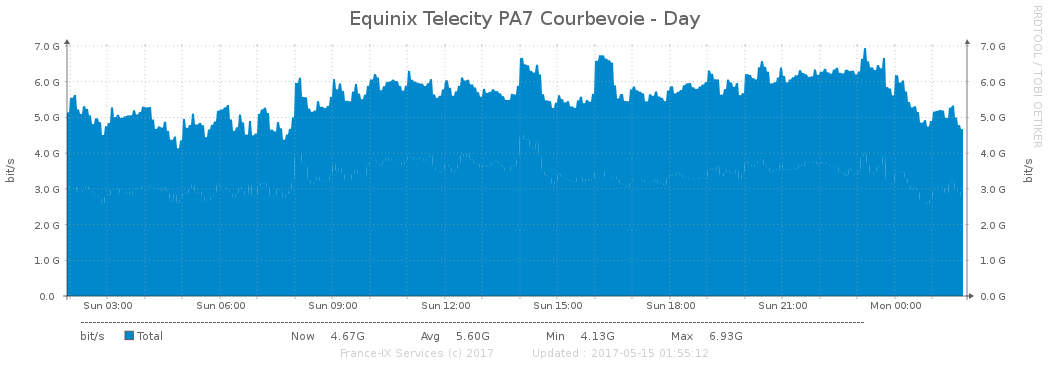 Equinix Telecity PA7 Courbevoie - Day
RRDTOOL / TOBI OETIKER
7.0 G 7.0 G
6.0 G 6.0 G
5.0 G 5.0 G
4.0 G 4.0 G
3.0 G 3.0 G
2.0 G 2.0 G
1.0 G 1.0 G
0.0 0.0 G
bit/s
bit/s
Sun 03:00 Sun 06:00 Sun 09:00 Sun 12:00 Sun 15:00 Sun 18:00 Sun 21:00 Mon 00:00
bit/s Total Now 4.67G Avg 5.60G Min 4.13G Max 6.93G
France-IX Services (c) 2017 Updated : 2017-05-15 01:55:12